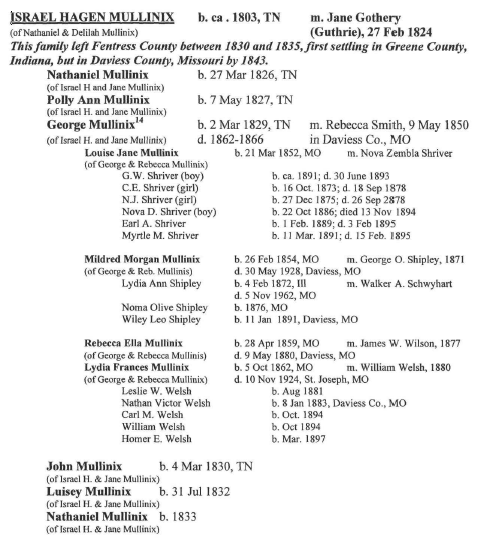 ISRAEL HAGEN MULLINIX b. ca . 1803, TN m. Jane Gothery
(of Nathaniel & Delilah Mullinix) (Guthrie), 27 Feb 1824
This family left Fentress County between 1830 and 1835, first settling in Greene County,
Indiana, but in Daviess County, Missouri by 1843.
Nathaniel Mullinix b. 27 Mar 1826, TN
(of Israel H and Jane Mullinix)
Polly Ann Mullinix b. 7 May 1827, TN
(of Israel H. and Jane Mullinix)
George Mullinix14 b. 2 Mar 1829, TN m. Rebecca Smith, 9 May 1850
(of Israel H. and Jane Mullinix) d. 1862-1866 in Daviess Co., MO
Louise Jane Mullinix b. 21 Mar 1852, MO m. Nova Zembla Shriver
(of George & Rebecca Mullinix)
G.W. Shriver (boy) b. ca. 1891; d. 30 June 1893
C.E. Shriver (girl) b. 16 Oct. 1873; d. 18 Sep 1878
N.J. Shriver (girl) b. 27 Dec 1875; d. 26 Sep 2878
Nova D. Shriver (boy) b. 22 Oct 1886; died 13 Nov 1894
Earl A. Shriver b. 1 Feb. 1889; d. 3 Feb 1895
Myrtle M. Shriver b. 11 Mar. 1891; d. 15 Feb. 1895
Mildred Morgan Mullinix b. 26 Feb 1854, MO m. George O. Shipley, 1871
(of George & Reb. Mullinis) d. 30 May 1928, Daviess, MO
Lydia Ann Shipley b. 4 Feb 1872, Ill m. Walker A. Schwyhart
d. 5 Nov 1962, MO
Noma Olive Shipley b. 1876, MO
Wiley Leo Shipley b. 11 Jan 1891, Daviess, MO
Rebecca Ella Mullinix b. 28 Apr 1859, MO m. James W. Wilson, 1877
(of George & Rebecca Mullinis) d. 9 May 1880, Daviess, MO
Lydia Frances Mullinix b. 5 Oct 1862, MO m. William Welsh, 1880
(of George & Rebecca Mullinix) d. 10 Nov 1924, St. Joseph, MO
Leslie W. Welsh b. Aug 1881
Nathan Victor Welsh b. 8 Jan 1883, Daviess Co., MO
Carl M. Welsh b. Oct. 1894
William Welsh b. Oct 1894
Homer E. Welsh b. Mar. 1897
John Mullinix b. 4 Mar 1830, TN
(of Israel H. & Jane Mullinix)
Luisey Mullinix b. 31 Jul 1832
(of Israel H. & Jane Mullinix)
Nathaniel Mullinix b. 1833
(of Israel H. & Jane Mullinix)